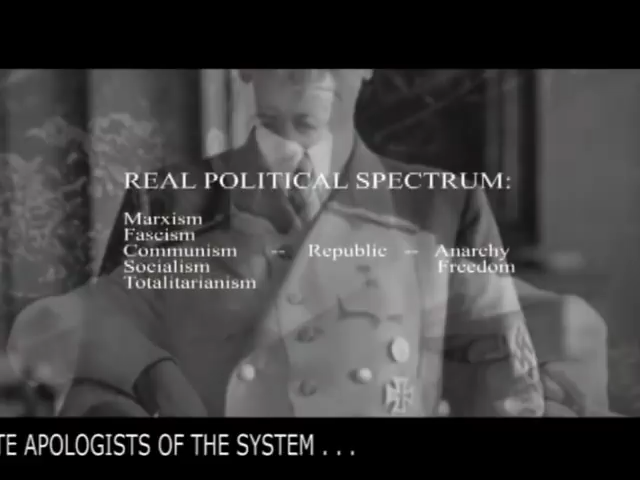 REAL POLITICAL SPECTRUM:
Marxism
Fascism
Communism -- Republic -- Anarchy
Socialism Freedom
Totalitarianism
TE APOLOGISTS OF THE SYSTEM . . .